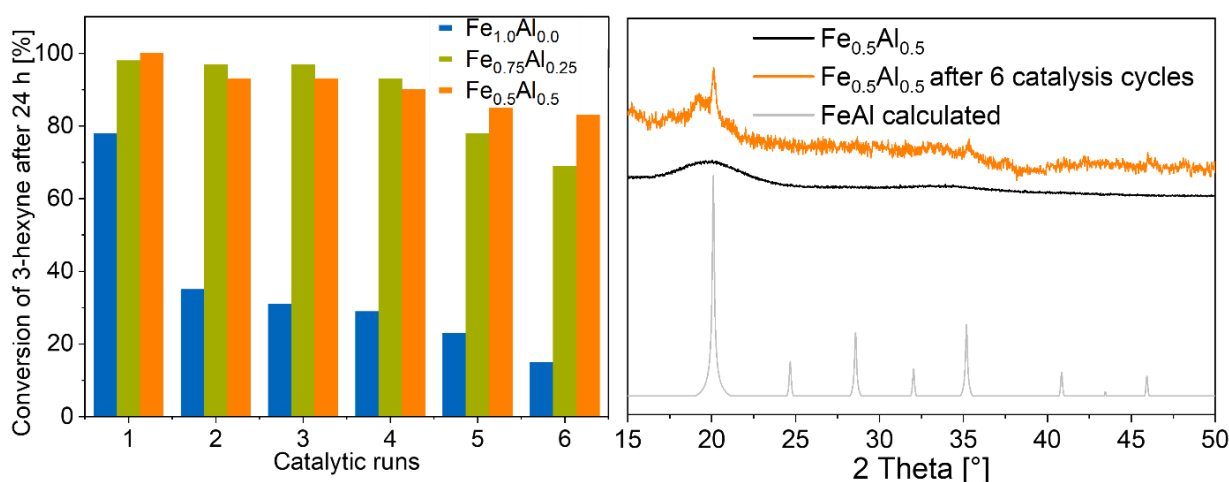 Conversion of 3-hexyne after 24 h [%]
100
80
60
40
20
0
Fe₁.₀Al₀.₀
Fe₀.₇₅Al₀.₂₅
Fe₀.₅Al₀.₅
1 2 3 4 5 6
Catalytic runs
Fe₀.₅Al₀.₅
Fe₀.₅Al₀.₅ after 6 catalysis cycles
FeAl calculated
15 20 25 30 35 40 45 50
2 Theta [°]